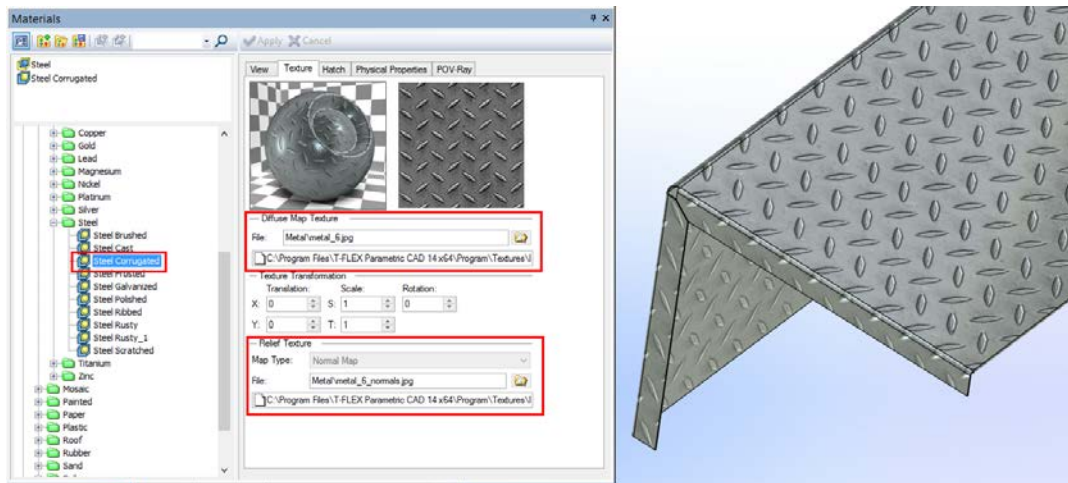 Materials
Apply Cancel
Steel
Steel Corrugated
Copper
Gold
Lead
Magnesium
Nickel
Platinum
Silver
Steel
Steel Brushed
Steel Cast
Steel Corrugated
Steel Frosted
Steel Galvanized
Steel Polished
Steel Ribbed
Steel Rusty
Steel Rusty_1
Steel Scratched
Titanium
Zinc
Mosaic
Painted
Paper
Plastic
Roof
Rubber
Sand
View Texture Hatch Physical Properties POV-Ray
Diffuse Map Texture
File: Metal\metal_6.jpg
C:\Program Files\T-FLEX Parametric CAD 14 x64\Program\Textures\
Texture Transformation
Translation: Scale: Rotation:
X: 0 S: 1 0
Y: 0 T: 1
Relief Texture
Map Type: Normal Map
File: Metal\metal_6_normals.jpg
C:\Program Files\T-FLEX Parametric CAD 14 x64\Program\Textures\